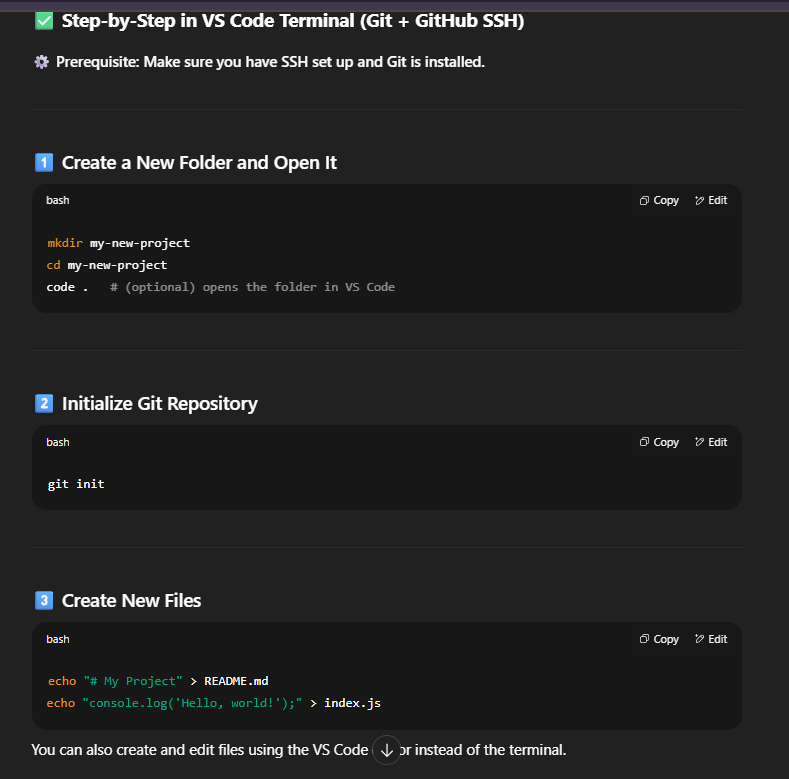 ✅ Step-by-Step in VS Code Terminal (Git + GitHub SSH)
⚙️ Prerequisite: Make sure you have SSH set up and Git is installed.
1️⃣ Create a New Folder and Open It
bash Copy Edit
mkdir my-new-project
cd my-new-project
code .   # (optional) opens the folder in VS Code
2️⃣ Initialize Git Repository
bash Copy Edit
git init
3️⃣ Create New Files
bash Copy Edit
echo "# My Project" > README.md
echo "console.log('Hello, world!');" > index.js
You can also create and edit files using the VS Code or instead of the terminal.